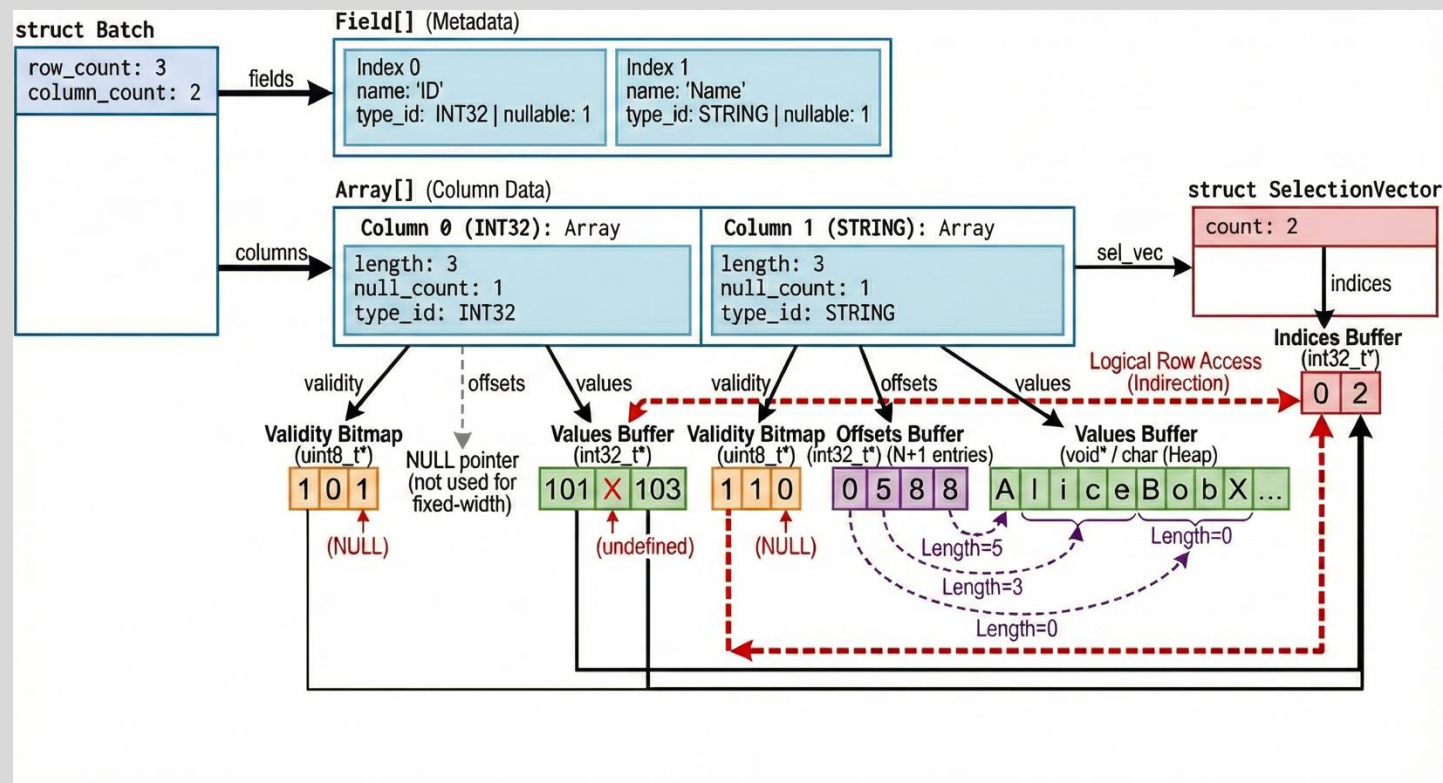 struct Batch
row_count: 3
column_count: 2
fields
columns
Field[] (Metadata)
Index 0
name: ‘ID’
type_id: INT32 | nullable: 1
Index 1
name: ‘Name’
type_id: STRING | nullable: 1
Array[] (Column Data)
Column 0 (INT32): Array
length: 3
null_count: 1
type_id: INT32
Column 1 (STRING): Array
length: 3
null_count: 1
type_id: STRING
sel_vec
struct SelectionVector
count: 2
indices
Indices Buffer
(int32_t*)
0 2
Logical Row Access
(Indirection)
validity
offsets
values
validity
offsets
values
Validity Bitmap
(uint8_t*)
1 0 1
(NULL)
NULL pointer
(not used for
fixed-width)
Values Buffer
(int32_t*)
101 X 103
(undefined)
Validity Bitmap
(uint8_t*)
1 1 0
(NULL)
Offsets Buffer
(int32_t*) (N+1 entries)
0 5 8 8
Values Buffer
(void* / char (Heap)
A l i c e B o b X ...
Length=5
Length=0
Length=3
Length=0